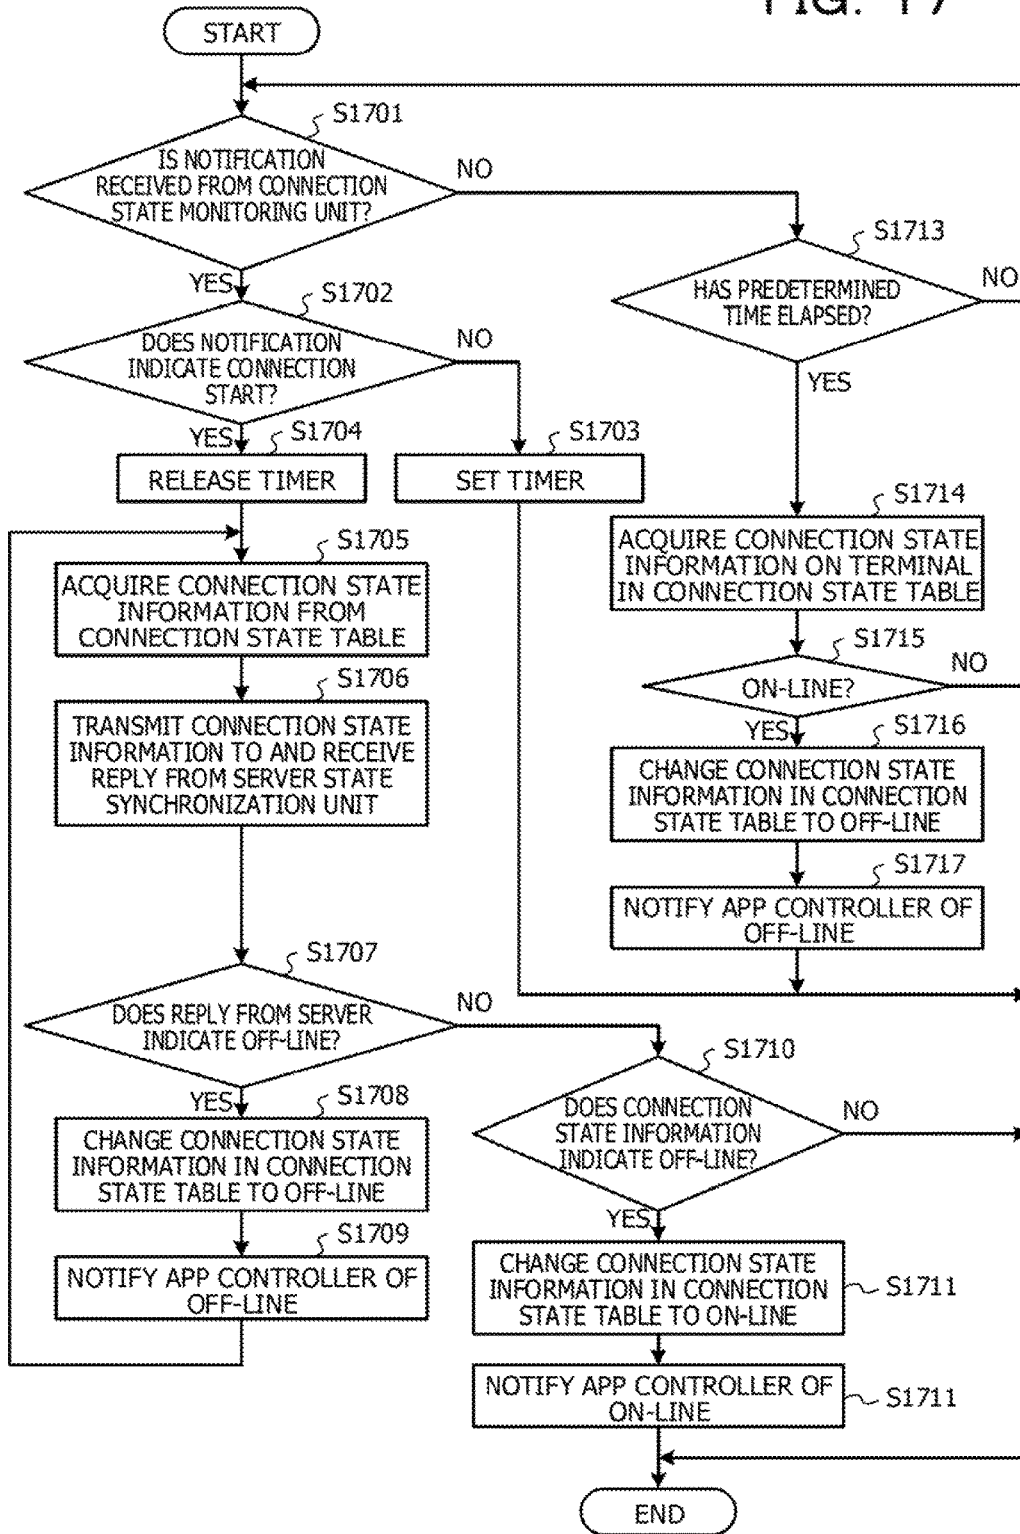 FIG. 17
START
S1701
IS NOTIFICATION
RECEIVED FROM CONNECTION
STATE MONITORING UNIT?
NO
YES
S1702
DOES NOTIFICATION
INDICATE CONNECTION
START?
NO
YES
S1704
RELEASE TIMER
S1703
SET TIMER
S1705
ACQUIRE CONNECTION STATE
INFORMATION FROM
CONNECTION STATE TABLE
S1706
TRANSMIT CONNECTION STATE
INFORMATION TO AND RECEIVE
REPLY FROM SERVER STATE
SYNCHRONIZATION UNIT
S1707
DOES REPLY FROM SERVER
INDICATE OFF-LINE?
NO
YES
S1708
CHANGE CONNECTION STATE
INFORMATION IN CONNECTION
STATE TABLE TO OFF-LINE
S1709
NOTIFY APP CONTROLLER OF
OFF-LINE
S1713
HAS PREDETERMINED
TIME ELAPSED?
NO
YES
S1714
ACQUIRE CONNECTION STATE
INFORMATION ON TERMINAL
IN CONNECTION STATE TABLE
S1715
ON-LINE?
NO
YES
S1716
CHANGE CONNECTION STATE
INFORMATION IN CONNECTION
STATE TABLE TO OFF-LINE
S1717
NOTIFY APP CONTROLLER OF
OFF-LINE
S1710
DOES CONNECTION
STATE INFORMATION
INDICATE OFF-LINE?
NO
YES
CHANGE CONNECTION STATE
INFORMATION IN CONNECTION
STATE TABLE TO ON-LINE
S1711
NOTIFY APP CONTROLLER OF
ON-LINE
S1711
END